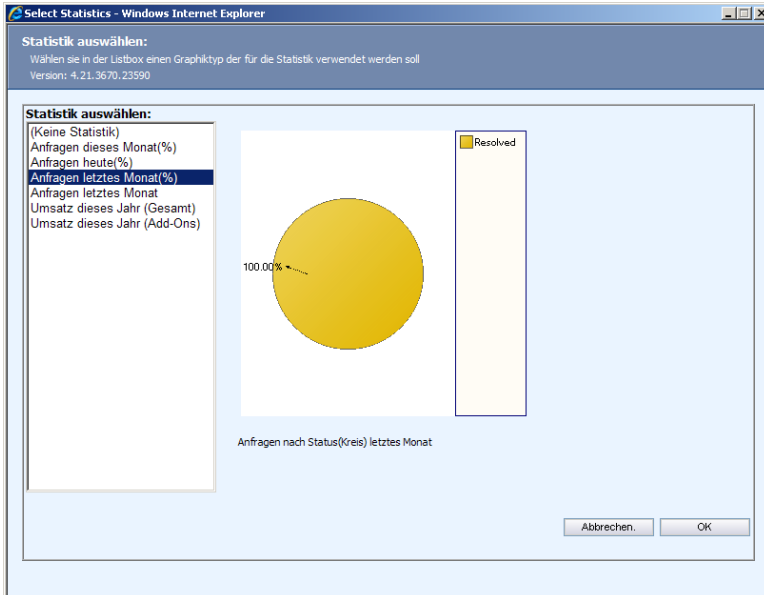 Select Statistics - Windows Internet Explorer
Statistik auswählen:
Wählen sie in der Listbox einen Graphiktyp der für die Statistik verwendet werden soll
Version: 4.21.3670.23590
Statistik auswählen:
(Keine Statistik)
Anfragen dieses Monat(%)
Anfragen heute(%)
Anfragen letztes Monat(%)
Anfragen letztes Monat
Umsatz dieses Jahr (Gesamt)
Umsatz dieses Jahr (Add-Ons)
Resolved
100.00%
Anfragen nach Status(Kreis) letztes Monat
Abbrechen.
OK